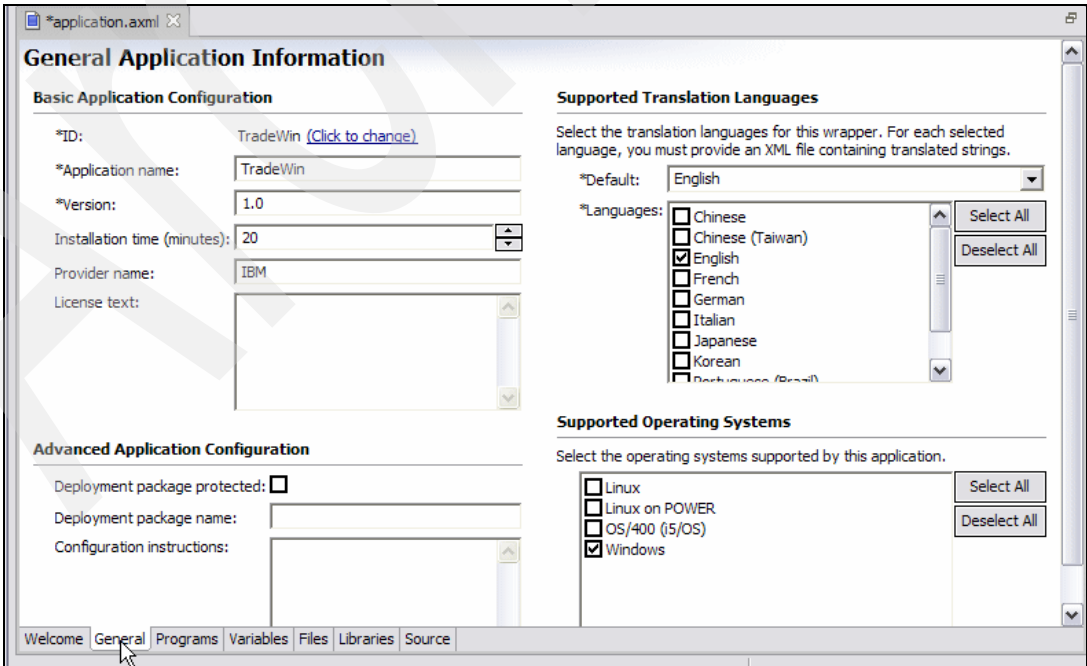 *application.axml
General Application Information
Basic Application Configuration
*ID: TradeWin (Click to change)
*Application name: TradeWin
*Version: 1.0
Installation time (minutes): 20
Provider name: IBM
License text:
Advanced Application Configuration
Deployment package protected:
Deployment package name:
Configuration instructions:
Supported Translation Languages
Select the translation languages for this wrapper. For each selected
language, you must provide an XML file containing translated strings.
*Default: English
*Languages:
Chinese
Chinese (Taiwan)
English
French
German
Italian
Japanese
Korean
Portuguese (Brazil)
Select All
Deselect All
Supported Operating Systems
Select the operating systems supported by this application.
Linux
Linux on POWER
OS/400 (i5/OS)
Windows
Select All
Deselect All
Welcome General Programs Variables Files Libraries Source